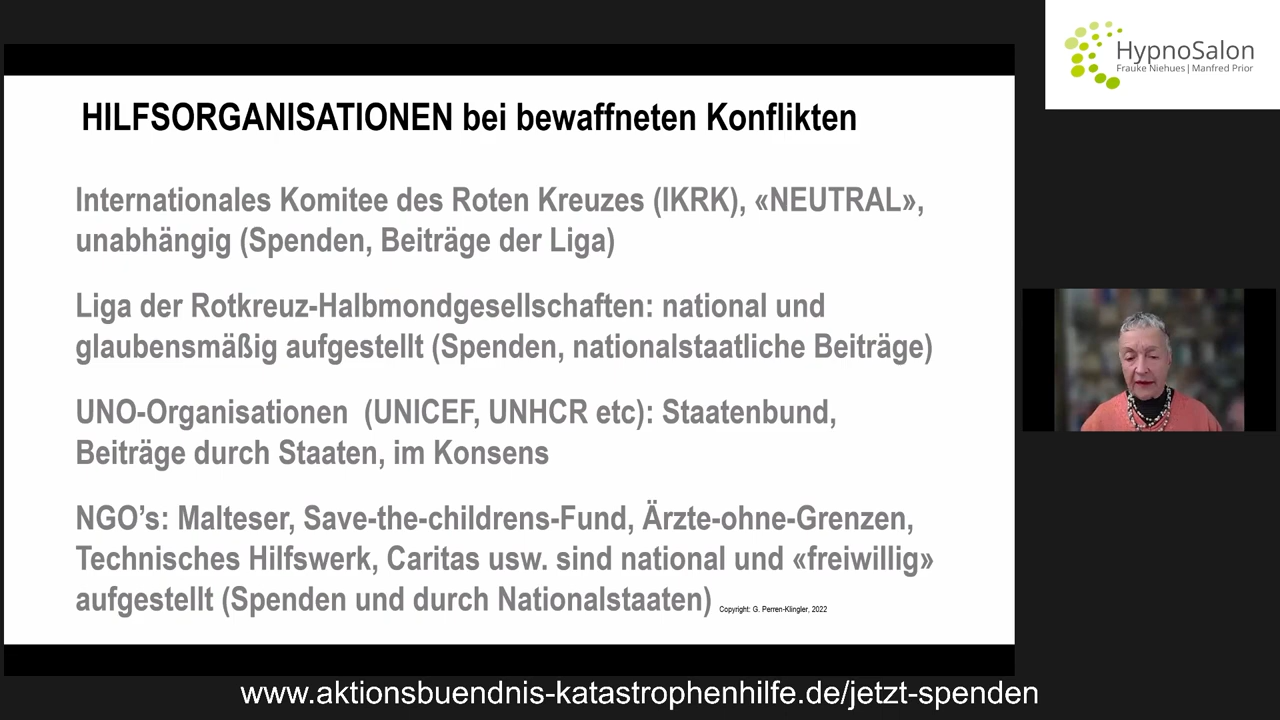 HypnoSalon
Frauke Niehues | Manfred Prior
HILFSORGANISATIONEN bei bewaffneten Konflikten
Internationales Komitee des Roten Kreuzes (IKRK), «NEUTRAL»,
unabhängig (Spenden, Beiträge der Liga)
Liga der Rotkreuz-Halbmondgesellschaften: national und
glaubensmäßig aufgestellt (Spenden, nationalstaatliche Beiträge)
UNO-Organisationen (UNICEF, UNHCR etc): Staatenbund,
Beiträge durch Staaten, im Konsens
NGO’s: Malteser, Save-the-childrens-Fund, Ärzte-ohne-Grenzen,
Technisches Hilfswerk, Caritas usw. sind national und «freiwillig»
aufgestellt (Spenden und durch Nationalstaaten)
Copyright: G. Perren-Klingler, 2022
www.aktionsbuendnis-katastrophenhilfe.de/jetzt-spenden